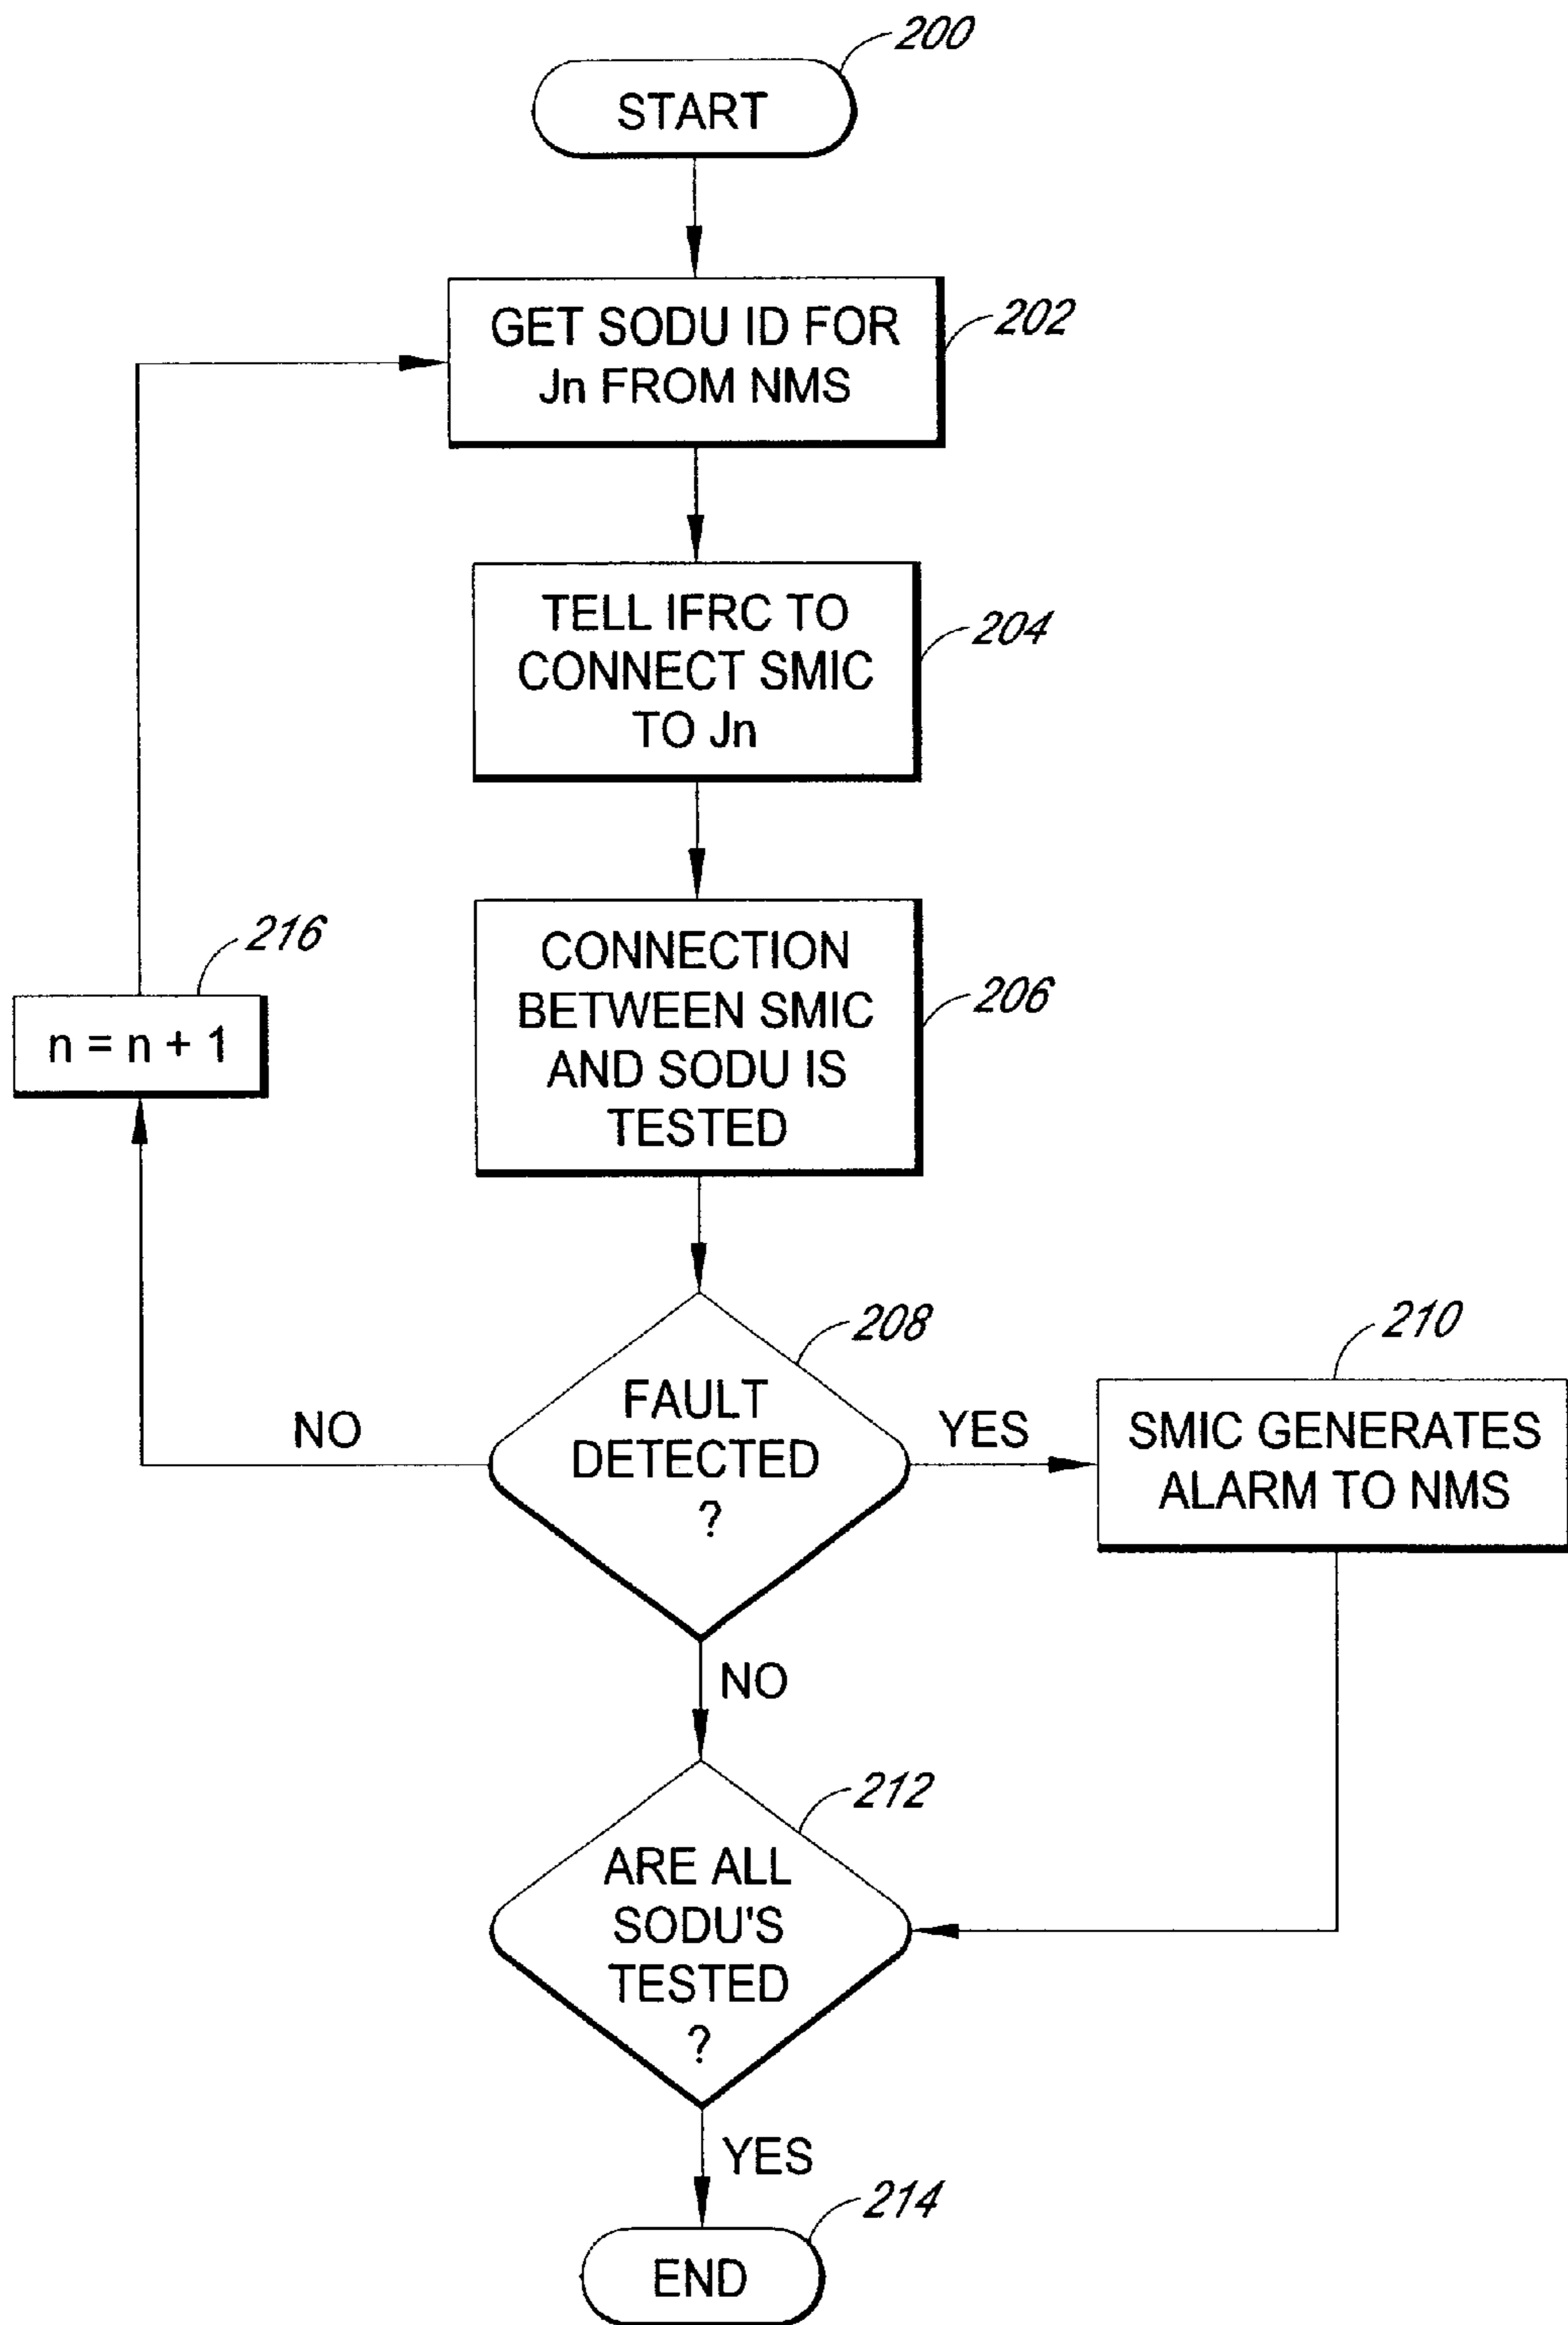 200
START
GET SODU ID FOR
Jn FROM NMS
202
TELL IFRC TO
CONNECT SMIC
TO Jn
204
CONNECTION
BETWEEN SMIC
AND SODU IS
TESTED
206
216
n = n + 1
208
FAULT
DETECTED
?
NO
YES
210
SMIC GENERATES
ALARM TO NMS
NO
212
ARE ALL
SODU'S
TESTED
?
YES
214
END